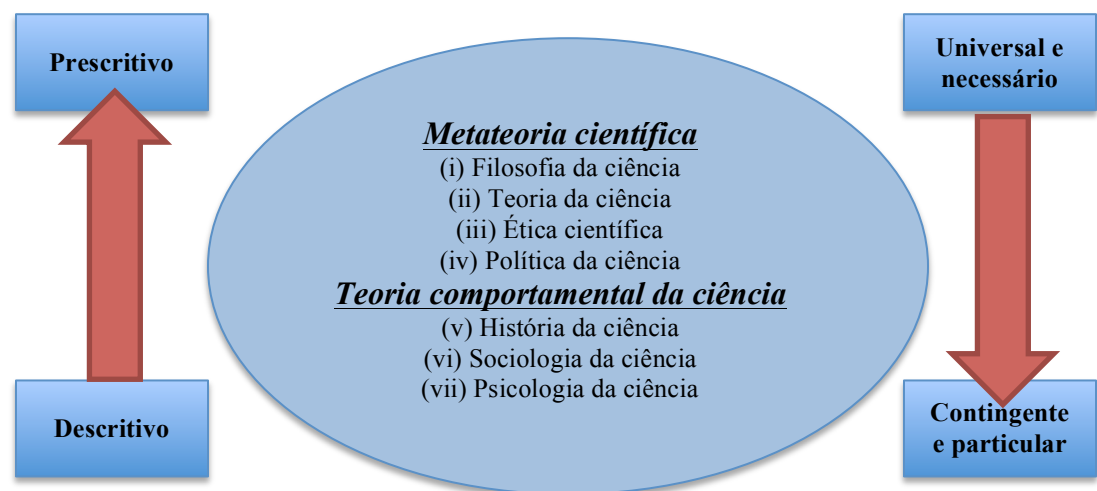 Prescritivo
Universal e
necessário
Metateoria científica
(i) Filosofia da ciência
(ii) Teoria da ciência
(iii) Ética científica
(iv) Política da ciência
Teoria comportamental da ciência
(v) História da ciência
(vi) Sociologia da ciência
(vii) Psicologia da ciência
Descritivo
Contingente
e particular